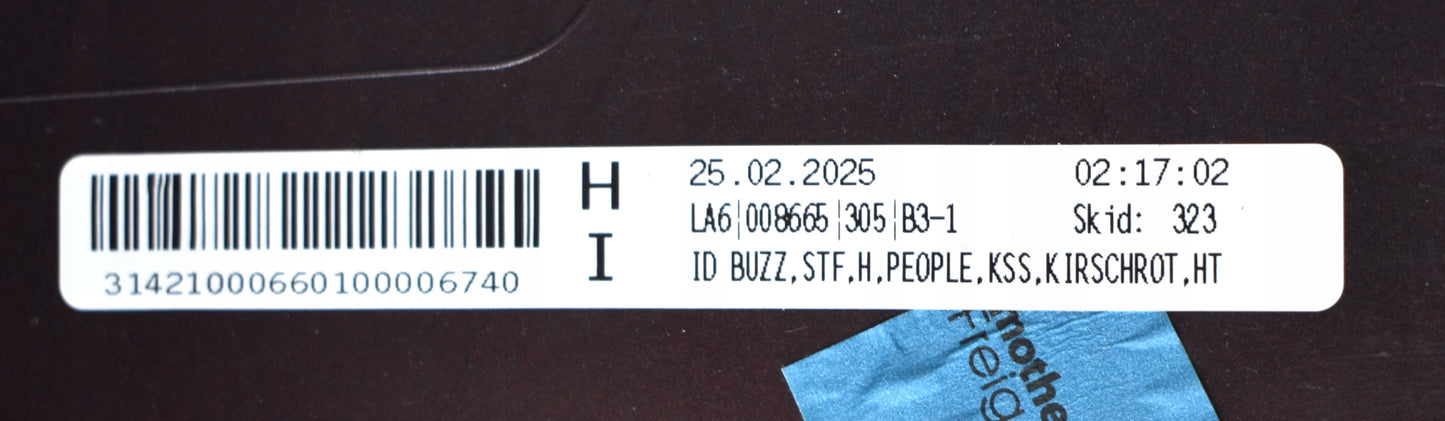 31421000660100006740
H
I
25.02.2025 02:17:02
LA6|008665|305|B3-1 Skid: 323
ID BUZZ,STF,H,PEOPLE,KSS,KIRSCHROT,HT